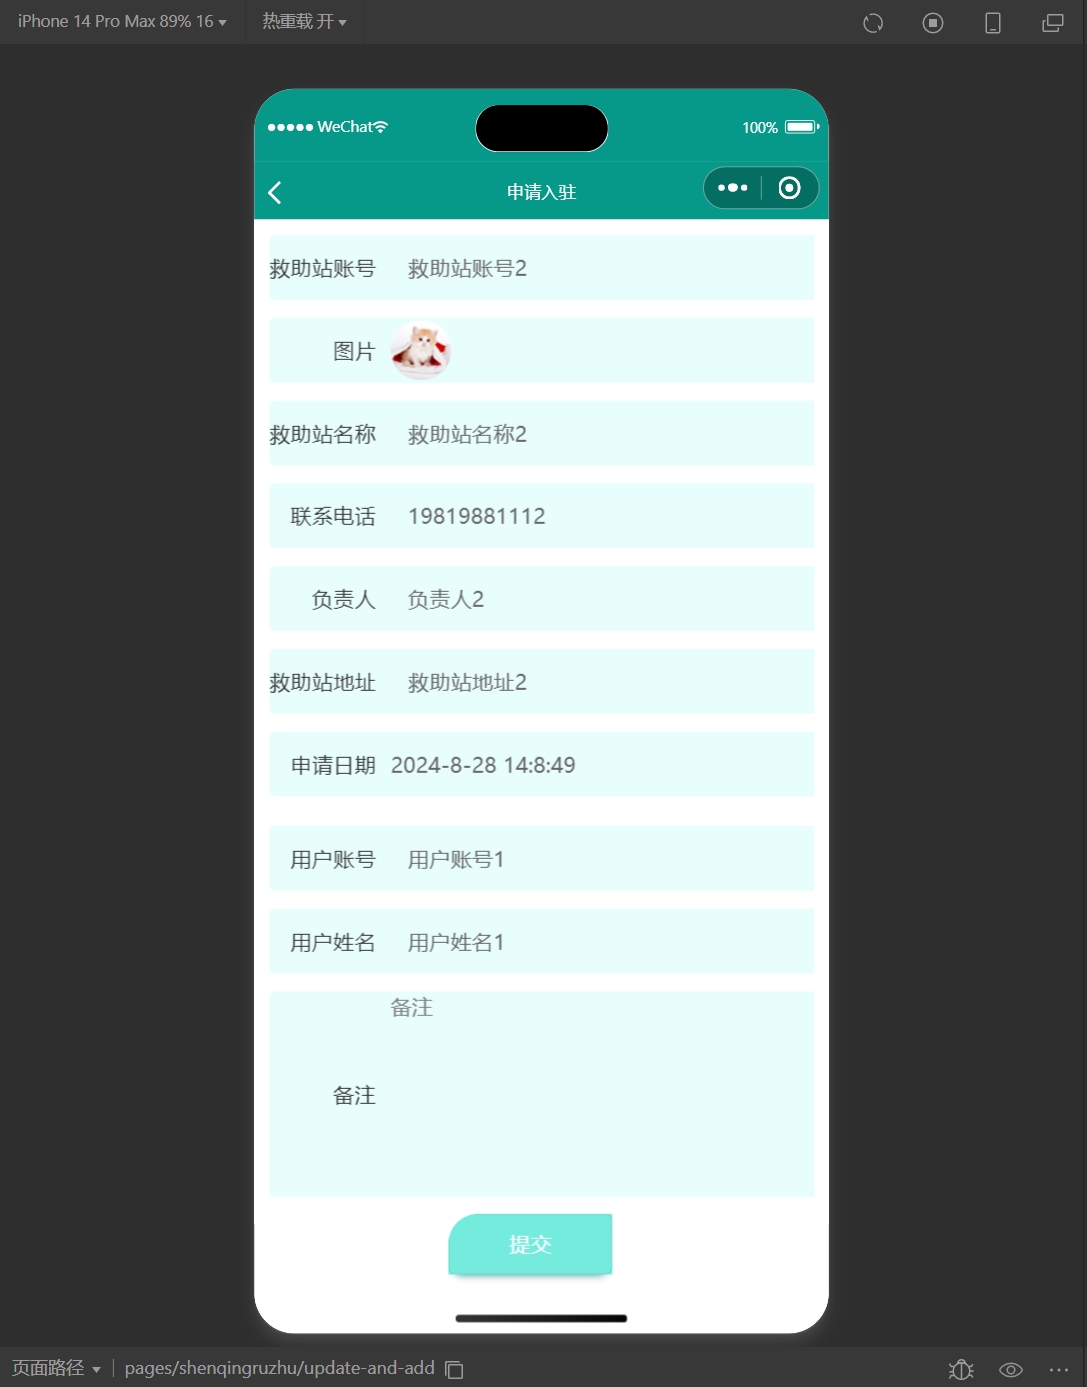 iPhone 14 Pro Max 89% 16
热重载 开
WeChat
100%
申请入驻
救助站账号 救助站账号2
图片
救助站名称 救助站名称2
联系电话 19819881112
负责人 负责人2
救助站地址 救助站地址2
申请日期 2024-8-28 14:8:49
用户账号 用户账号1
用户姓名 用户姓名1
备注
备注
提交
页面路径 pages/shenqingruzhu/update-and-add